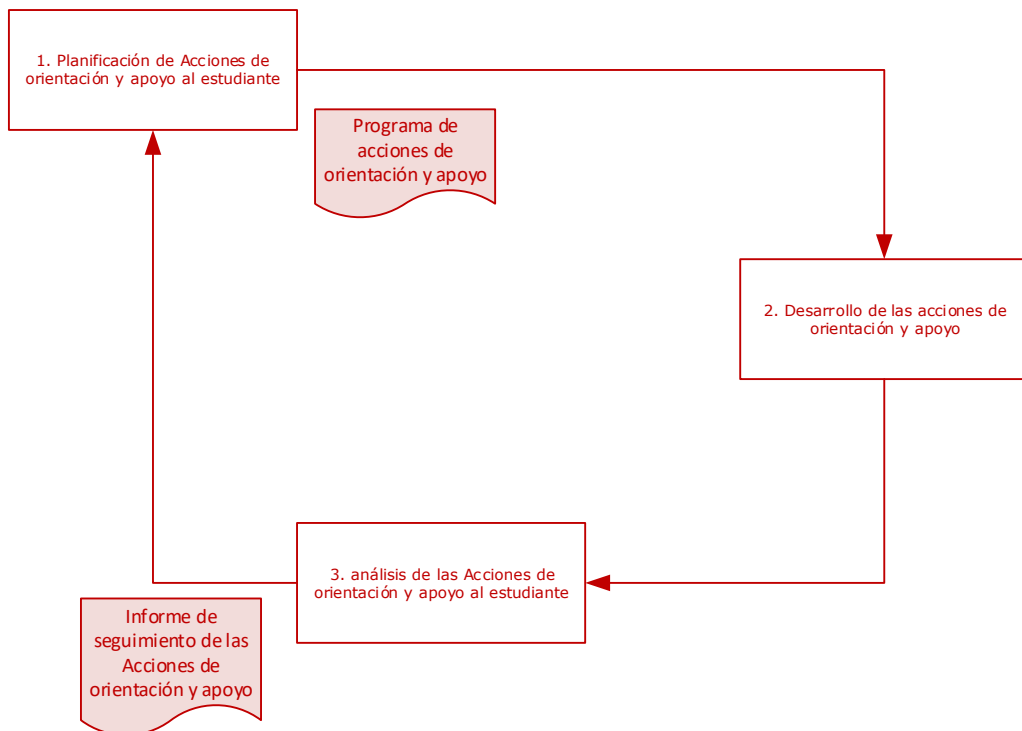 1. Planificación de Acciones de
orientación y apoyo al estudiante
Programa de
acciones de
orientación y apoyo
2. Desarrollo de las acciones de
orientación y apoyo
3. análisis de las Acciones de
orientación y apoyo al estudiante
Informe de
seguimiento de las
Acciones de
orientación y apoyo